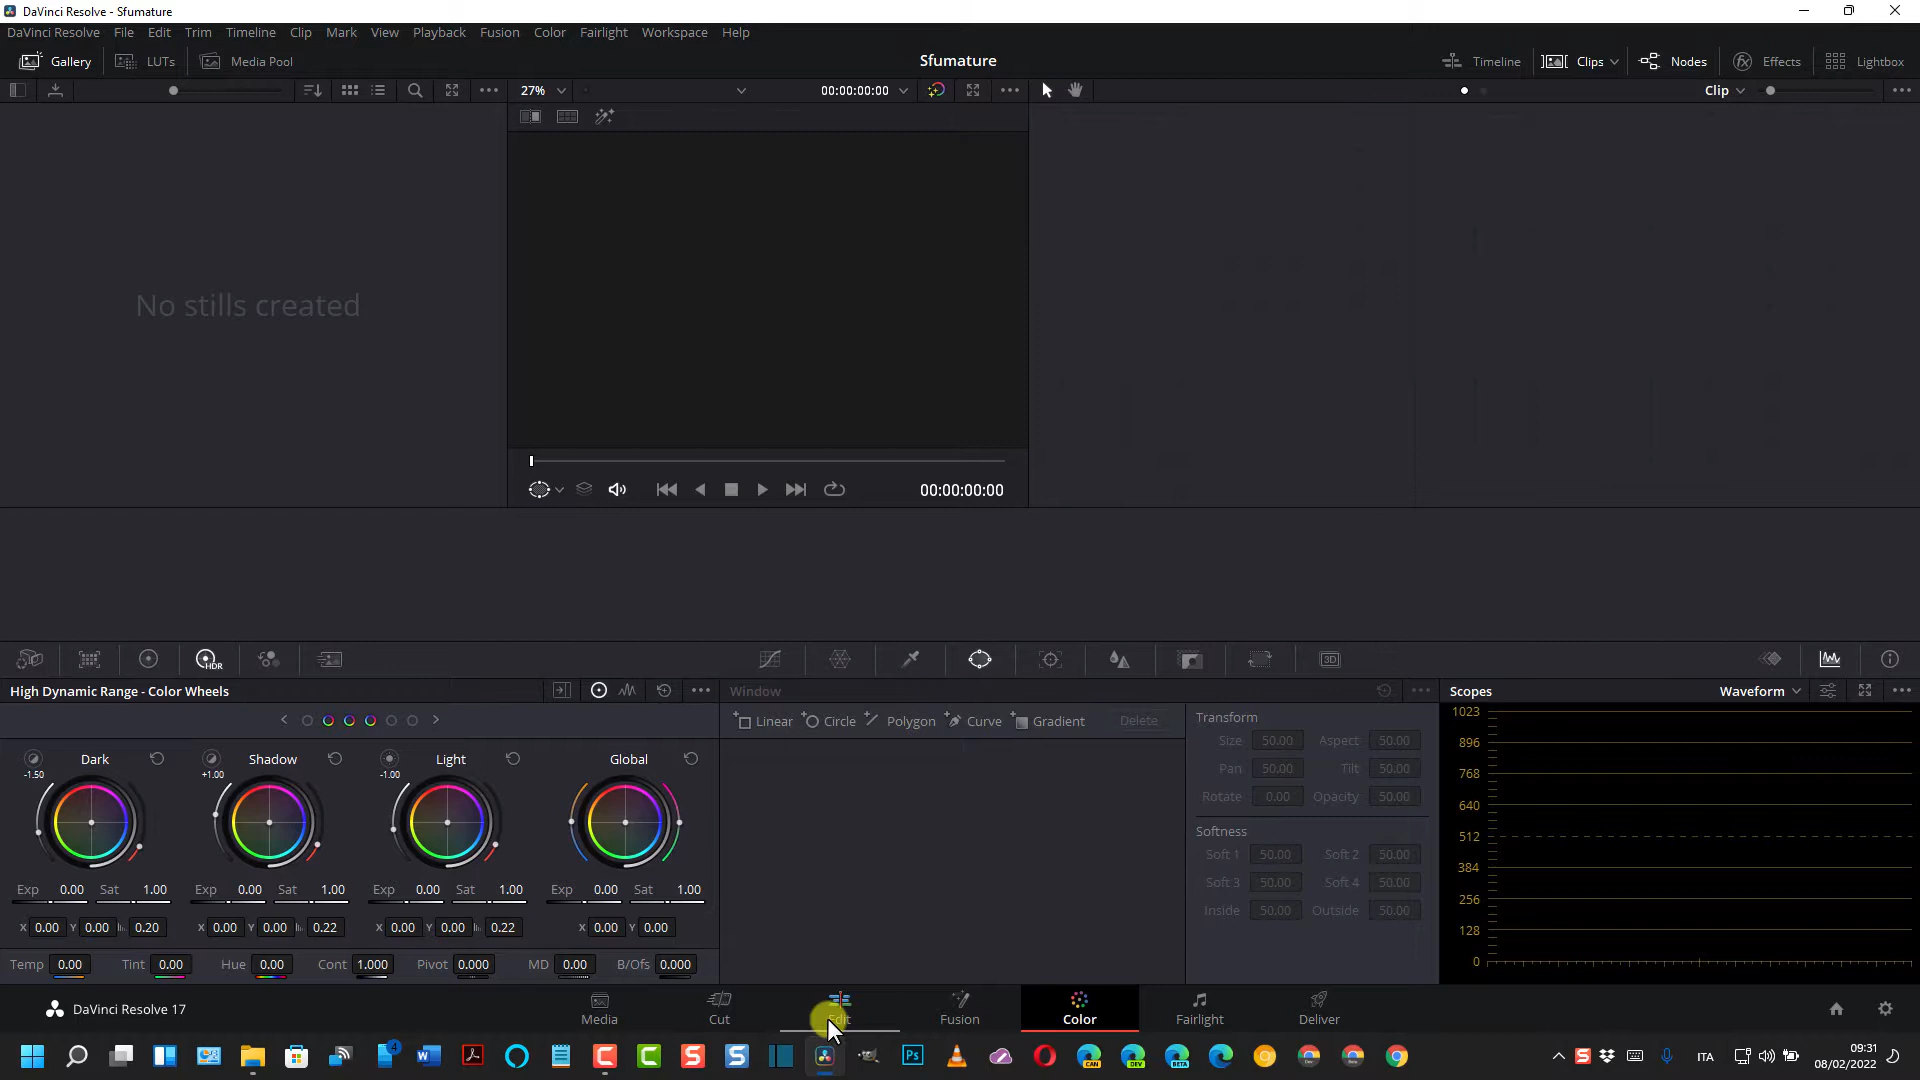 DaVinci Resolve - Sfumature
DaVinci Resolve File Edit Trim Timeline Clip Mark View Playback Fusion Color Fairlight Workspace Help
Gallery LUTs Media Pool Sfumature Timeline Clips Nodes fx Effects Lightbox
27% 00:00:00:00 Clip
No stills created
00:00:00:00
HDR 3D
High Dynamic Range - Color Wheels Window Scopes Waveform
Linear Circle Polygon Curve Gradient Delete Transform
Size 50.00 Aspect 50.00
Pan 50.00 Tilt 50.00
Rotate 0.00 Opacity 50.00
Softness
Soft 1 50.00 Soft 2 50.00
Soft 3 50.00 Soft 4 50.00
Inside 50.00 Outside 50.00
1023
896
768
640
512
384
256
128
0
Dark Shadow Light Global
-1.50 +1.00 -1.00
Exp 0.00 Sat 1.00 Exp 0.00 Sat 1.00 Exp 0.00 Sat 1.00 Exp 0.00 Sat 1.00
X 0.00 Y 0.00 0.20 X 0.00 Y 0.00 0.22 X 0.00 Y 0.00 0.22 X 0.00 Y 0.00
Temp 0.00 Tint 0.00 Hue 0.00 Cont 1.000 Pivot 0.000 MD 0.00 B/Ofs 0.000
DaVinci Resolve 17 Media Cut Edit Fusion Color Fairlight Deliver
4 W C C S S Ps CAN DEV BETA Dev S ITA 09:31
08/02/2022